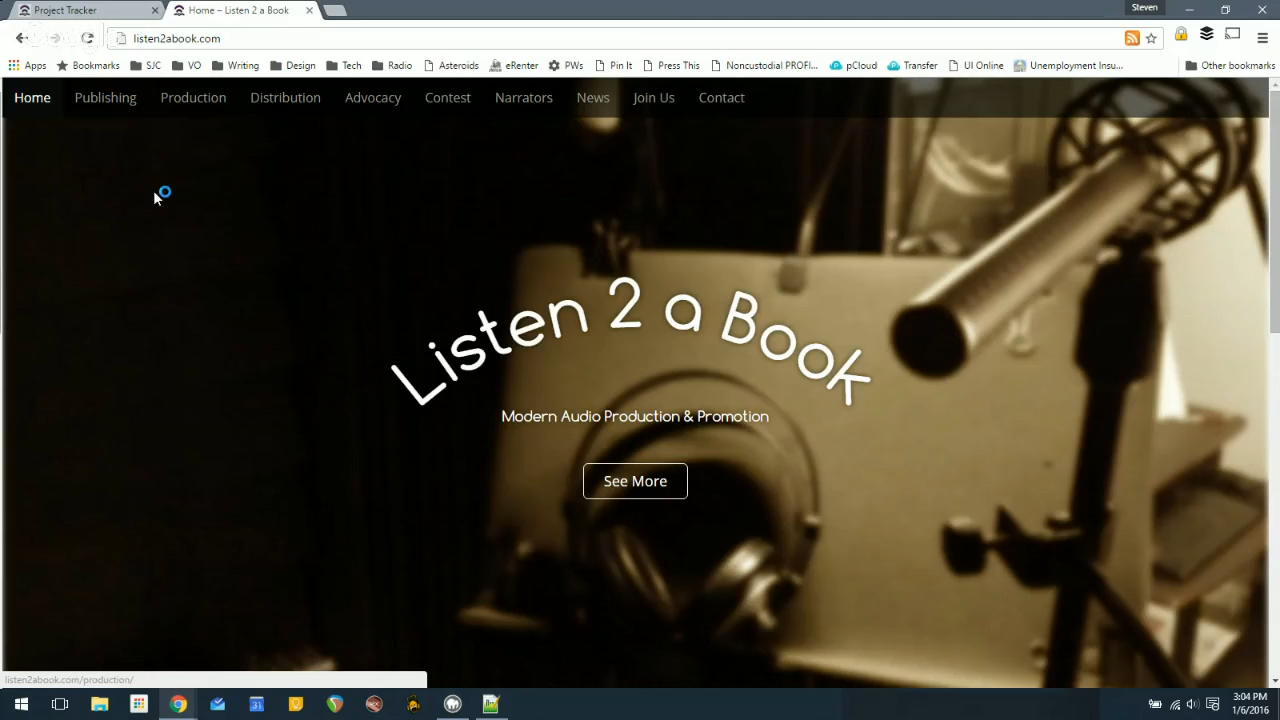 Steven
Project Tracker
Home – Listen 2 a Book
listen2abook.com
Apps Bookmarks SJC VO Writing Design Tech Radio Asteroids eRenter PWs Pin It Press This Noncustodial PROFI... pCloud Transfer UI Online Unemployment Insu... Other bookmarks
Home Publishing Production Distribution Advocacy Contest Narrators News Join Us Contact
Listen 2 a Book
Modern Audio Production & Promotion
See More
listen2abook.com/production/
31
3:04 PM
1/6/2016